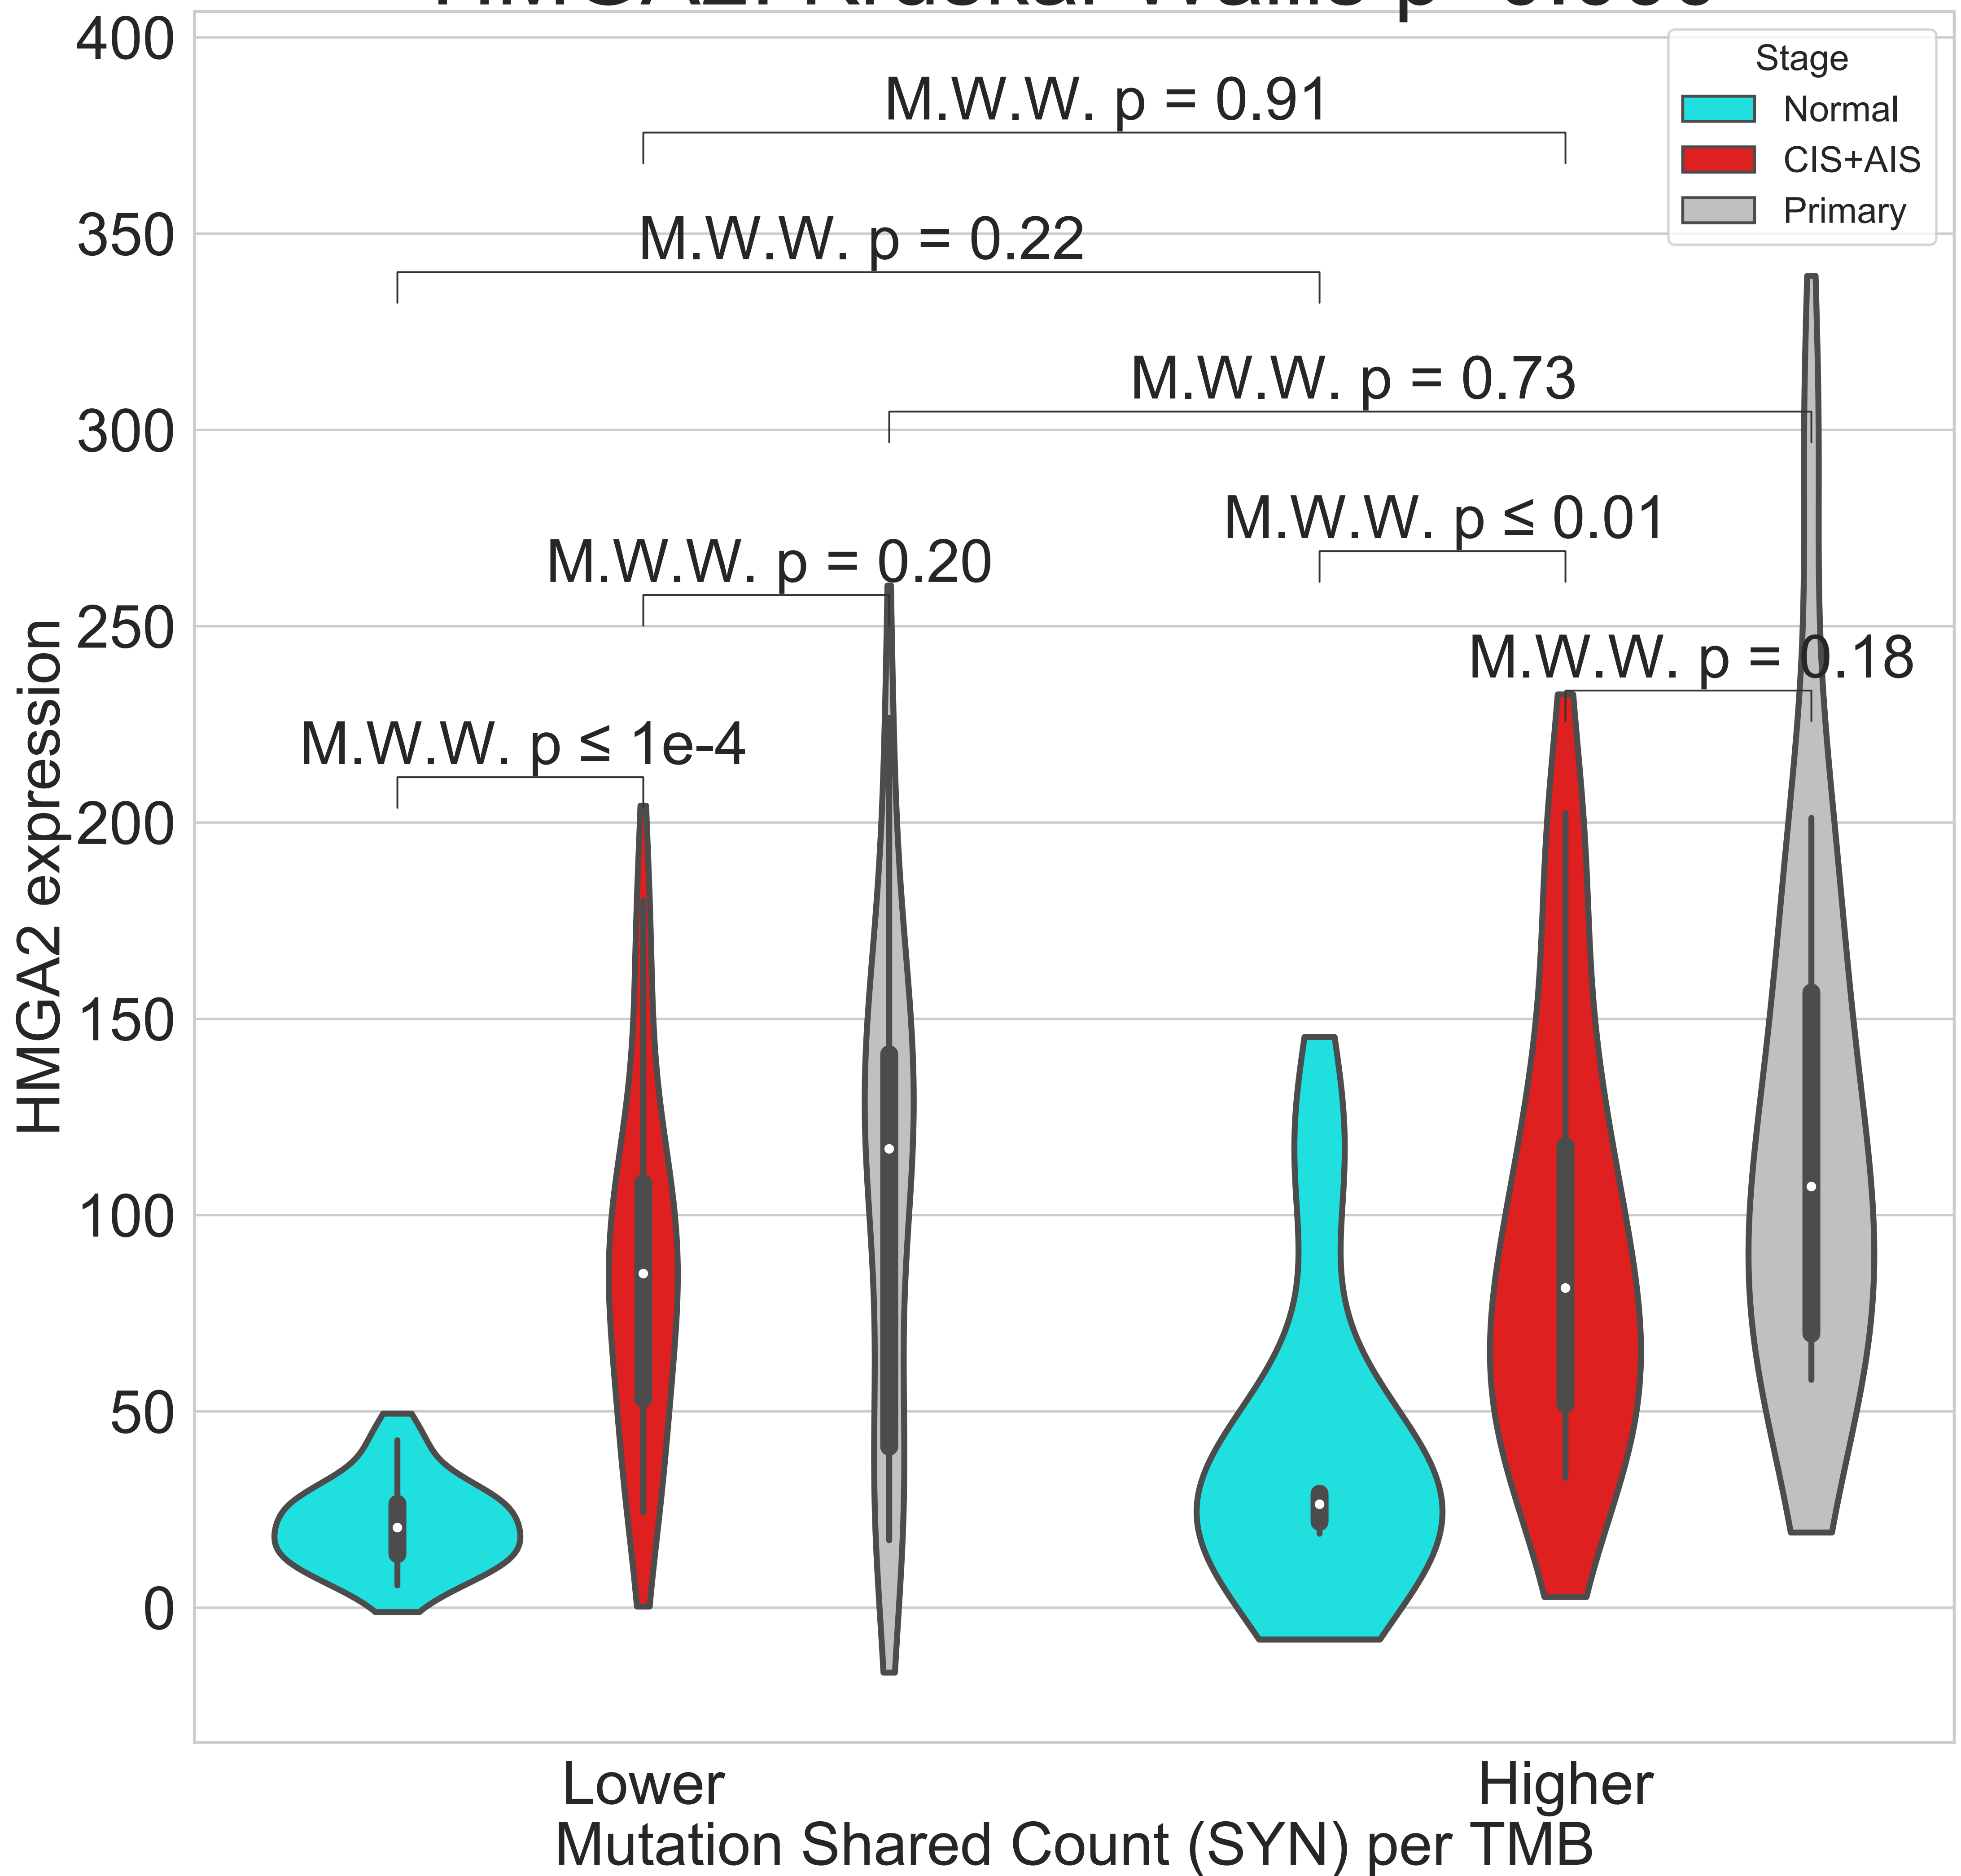 400
350
300
250
200
150
100
50
0
HMGA2 expression
Stage
Normal
CIS+AIS
Primary
M.W.W. p = 0.91
M.W.W. p = 0.22
M.W.W. p = 0.73
M.W.W. p ≤ 0.01
M.W.W. p = 0.20
M.W.W. p = 0.18
M.W.W. p ≤ 1e-4
Lower
Higher
Mutation Shared Count (SYN) per TMB